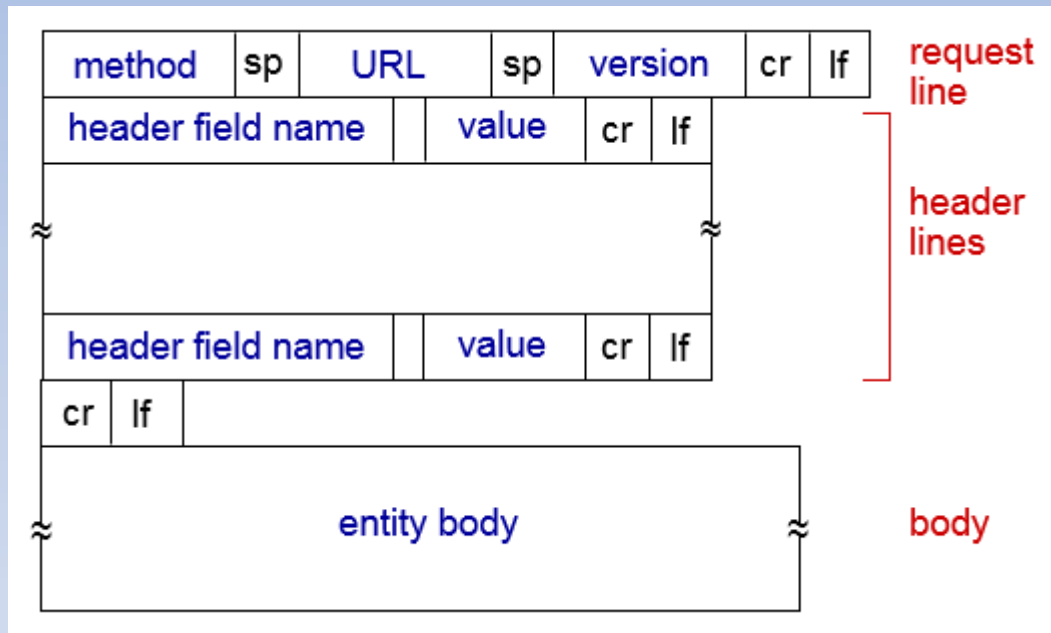 method sp URL sp version cr lf request line
header field name value cr lf
header lines
header field name value cr lf
cr lf
entity body body